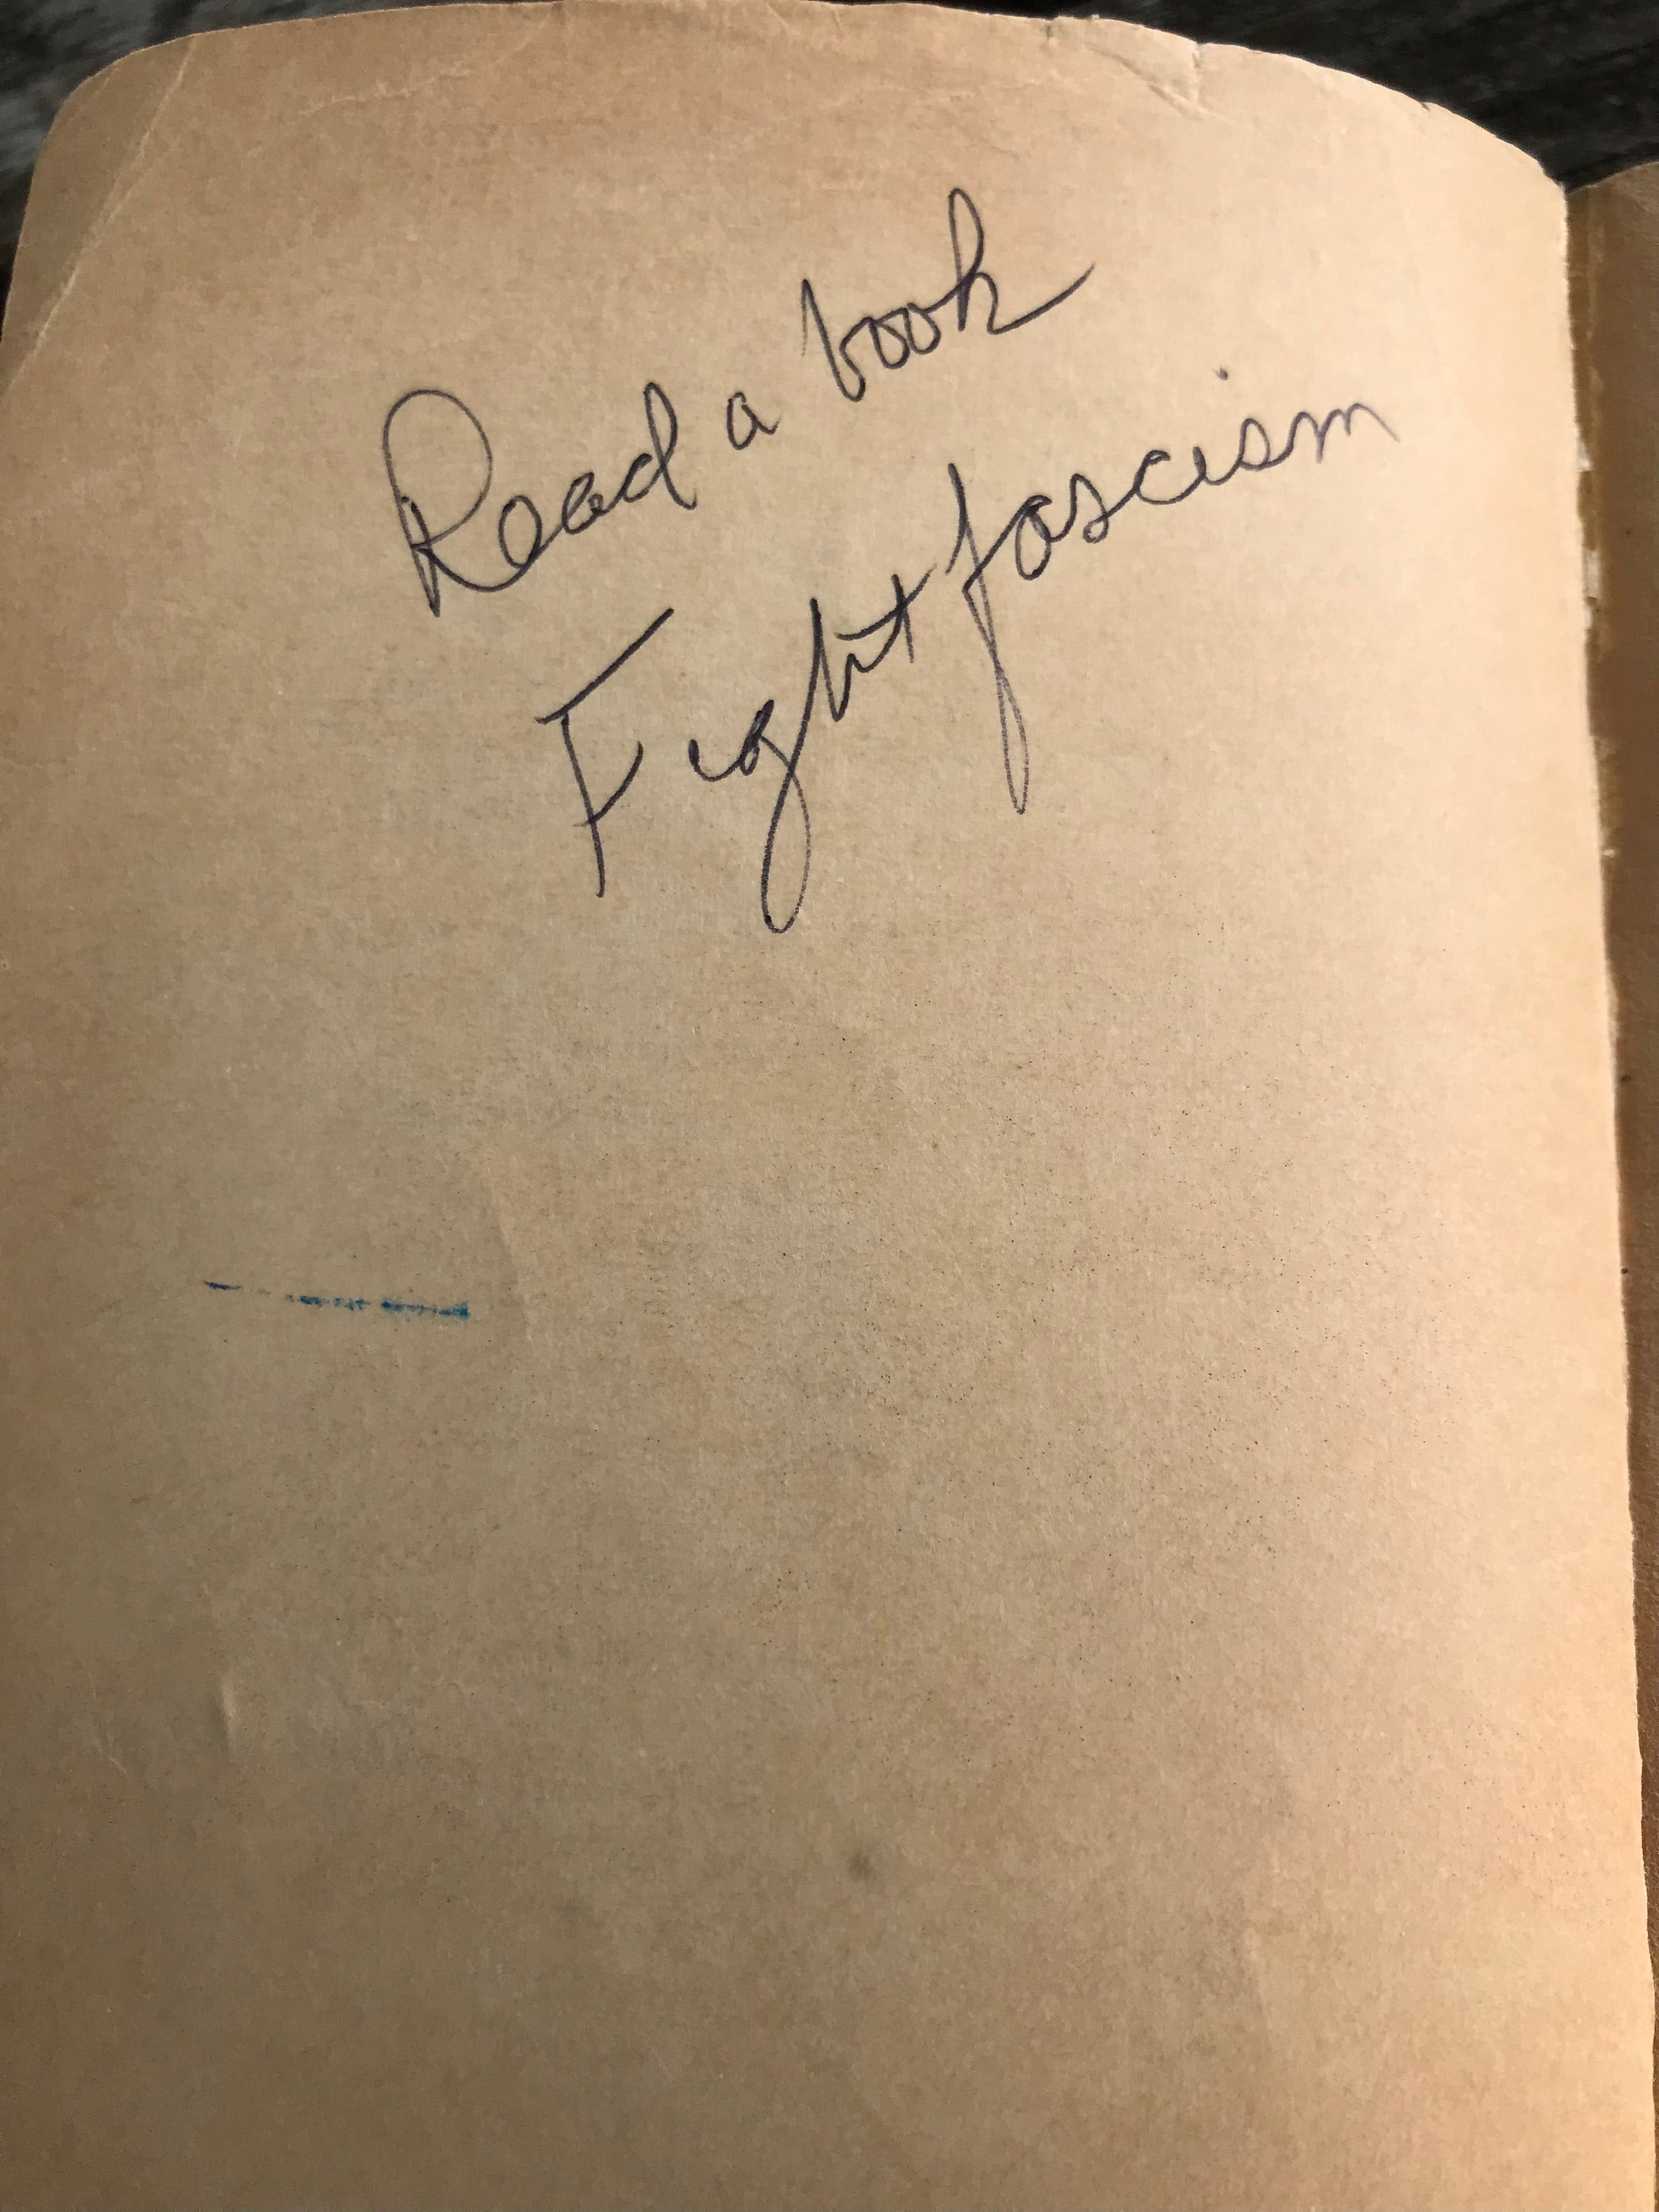 Read a book
Fight fascism